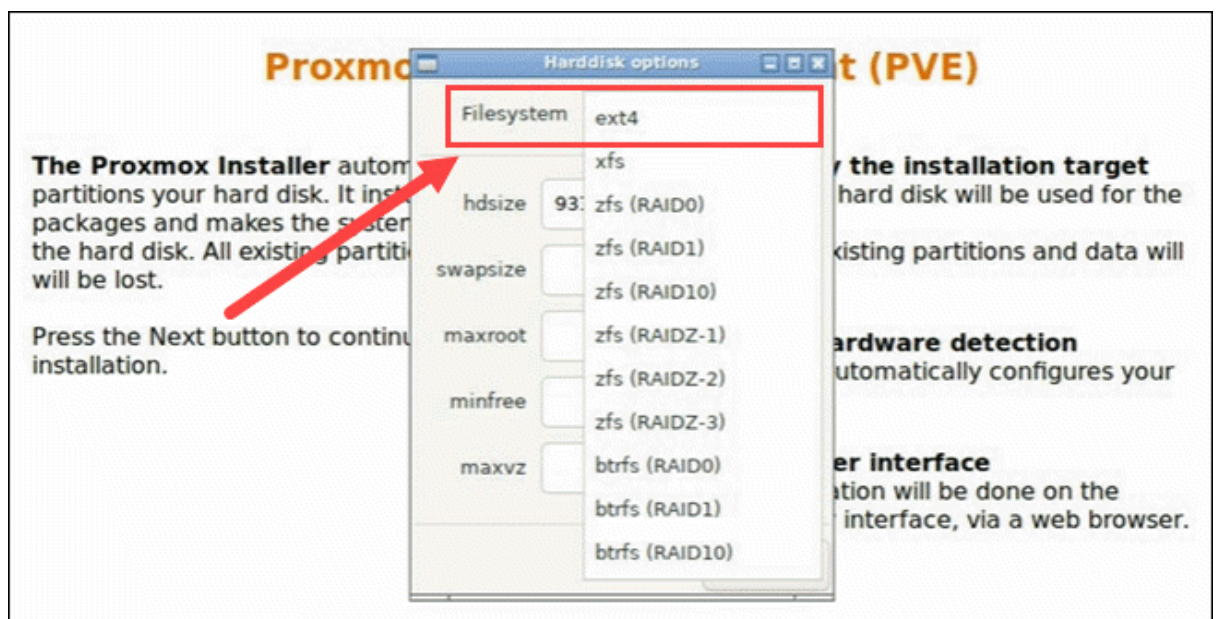 Proxmo t (PVE)
Harddisk options
Filesystem ext4
xfs
zfs (RAID0)
zfs (RAID1)
zfs (RAID10)
zfs (RAIDZ-1)
zfs (RAIDZ-2)
zfs (RAIDZ-3)
btrfs (RAID0)
btrfs (RAID1)
btrfs (RAID10)
hdsize 93
swapsize
maxroot
minfree
maxvz
The Proxmox Installer autom
partitions your hard disk. It inst
packages and makes the system
the hard disk. All existing partiti
will be lost.
Press the Next button to continu
installation.
y the installation target
hard disk will be used for the
xisting partitions and data will
ardware detection
utomatically configures your
er interface
ation will be done on the
interface, via a web browser.